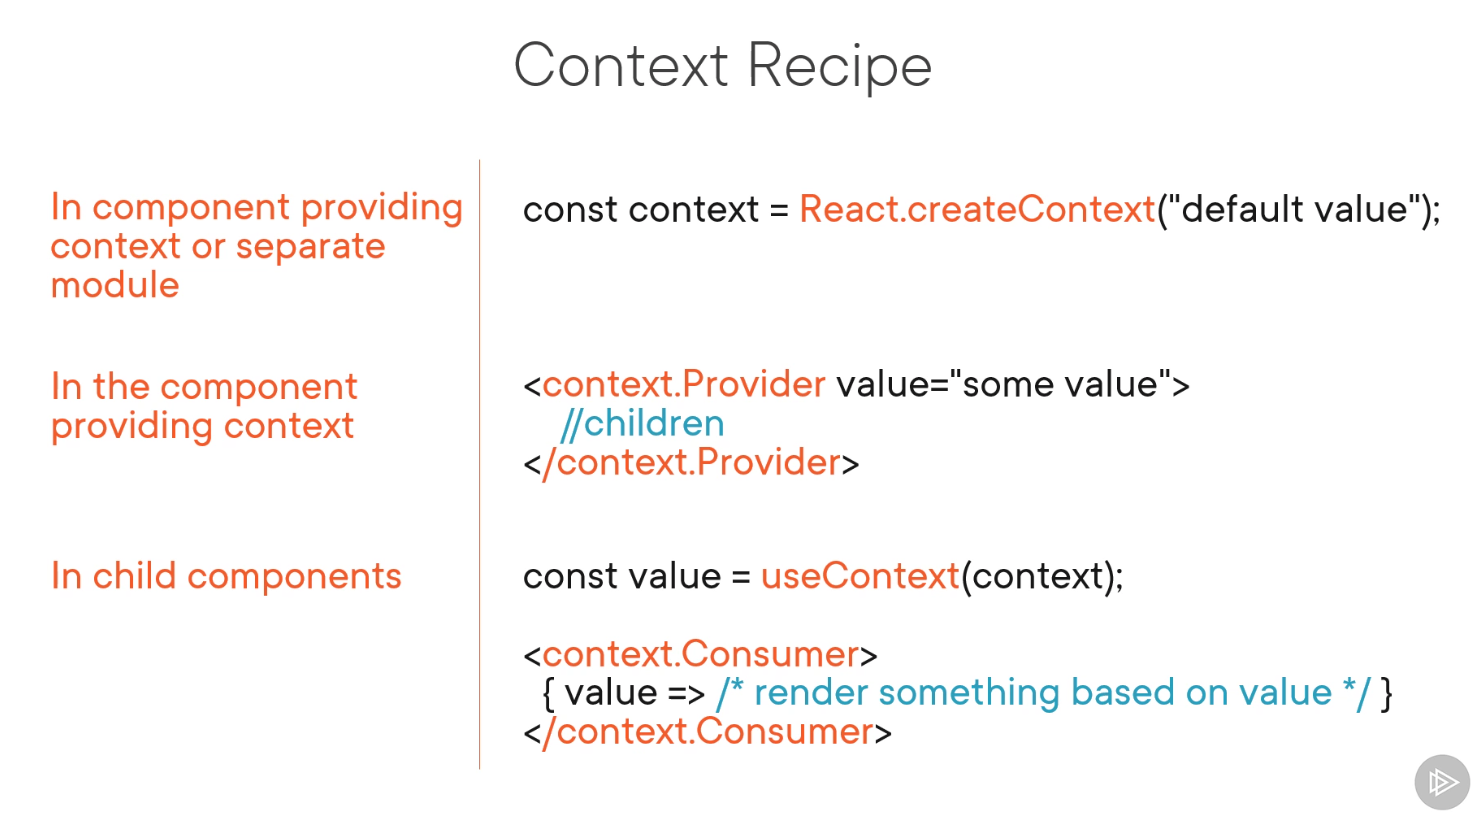 Context Recipe
In component providing
context or separate
module
const context = React.createContext("default value");
In the component
providing context
<context.Provider value="some value">
//children
</context.Provider>
In child components
const value = useContext(context);
<context.Consumer>
{ value => /* render something based on value */ }
</context.Consumer>